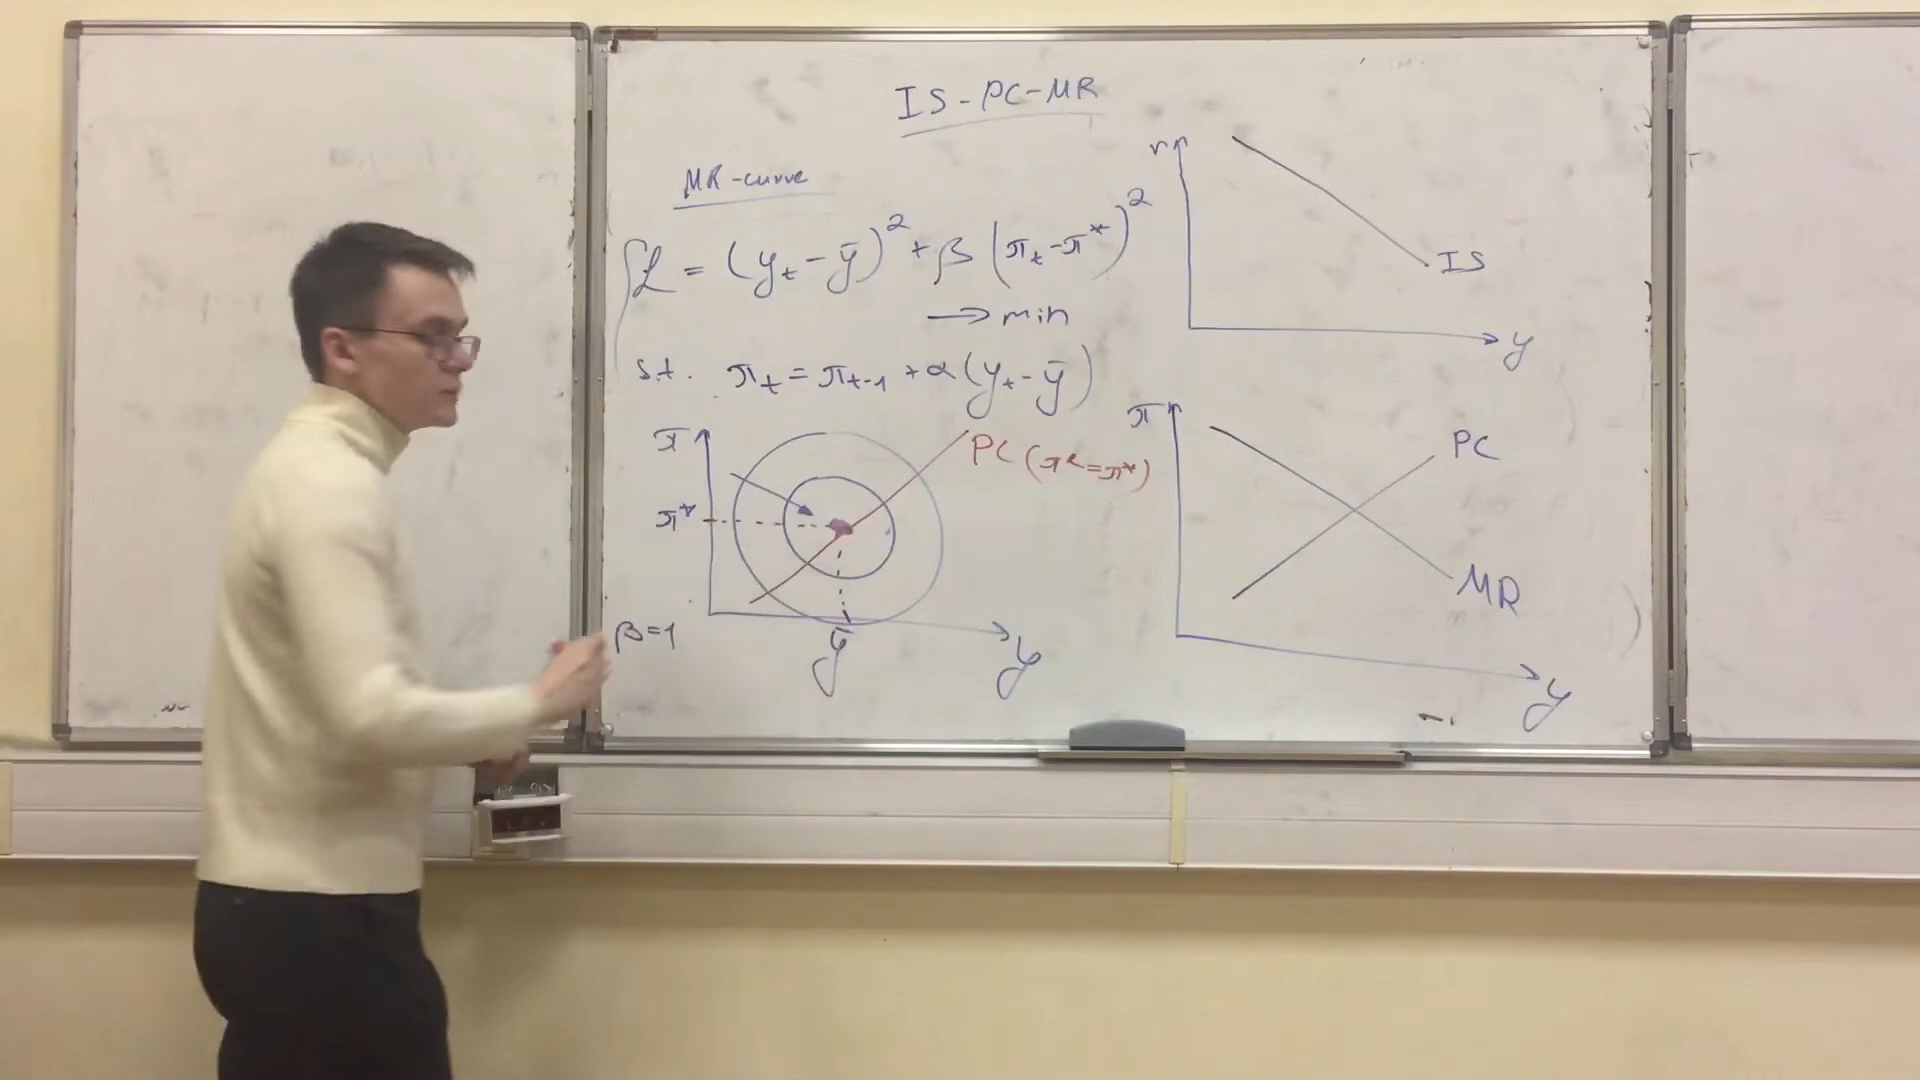 IS-PC-MR
MR-curve
ℒ = (y_t - ȳ)² + β (π_t - π*)²
→ min
s.t. π_t = π_{t-1} + α(y_t - ȳ)
π
PC (π^e = π*)
π*
β=1
ȳ
y
r
IS
y
π
PC
MR
y